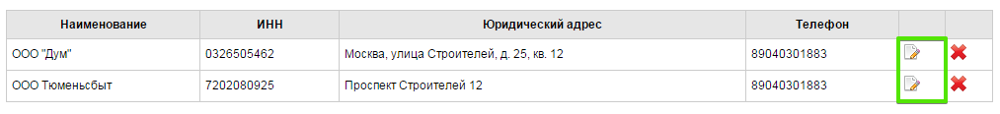 Наименование ИНН Юридический адрес Телефон
ООО "Дум" 0326505462 Москва, улица Строителей, д. 25, кв. 12 89040301883
ООО Тюменьсбыт 7202080925 Проспект Строителей 12 89040301883